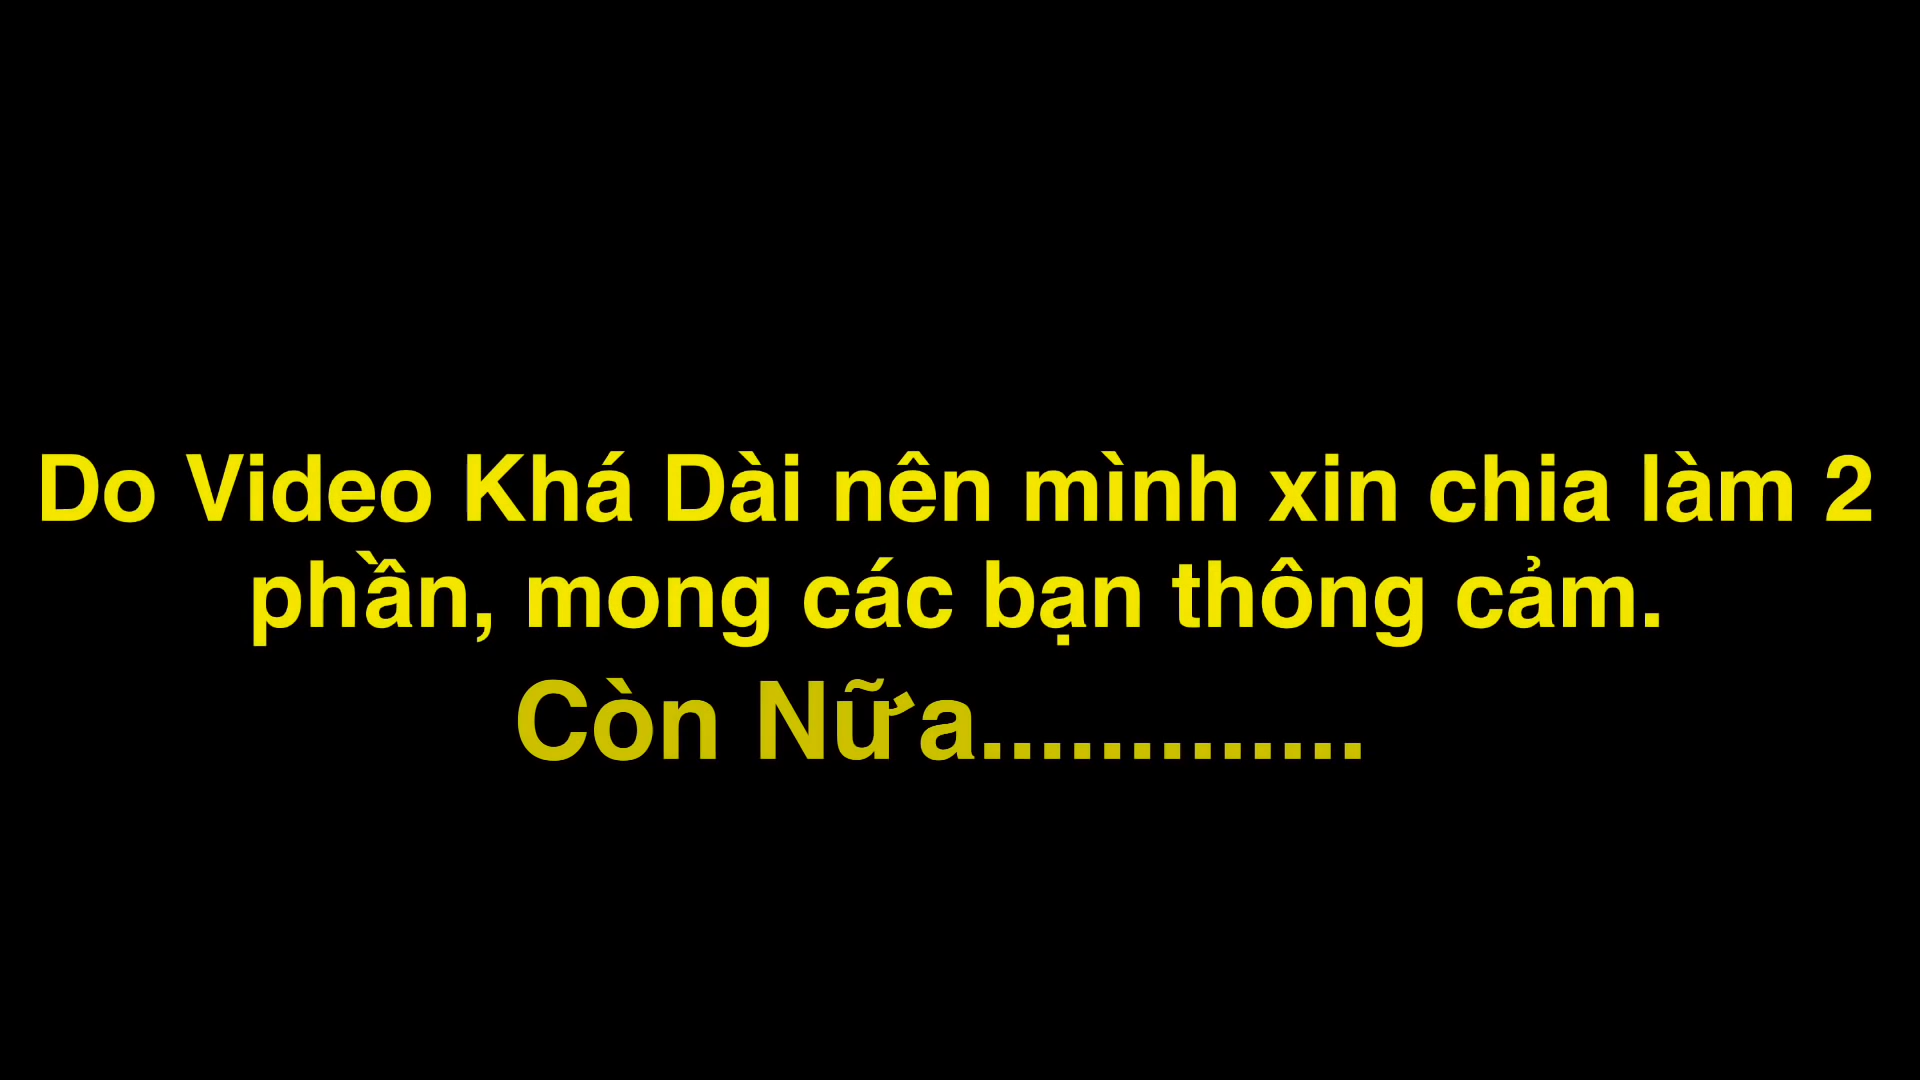 Do Video Khá Dài nên mình xin chia làm 2
phần, mong các bạn thông cảm.
Còn Nữa.............